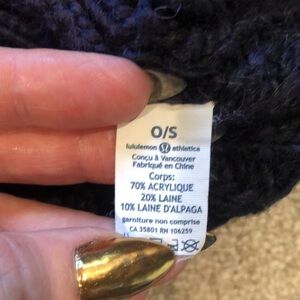 O/S
lululemon athletica
Conçu à Vancouver
Fabriqué en Chine
Corps:
70% ACRYLIQUE
20% LAINE
10% LAINE D'ALPAGA
garniture non comprise
CA 35801 RN 106259